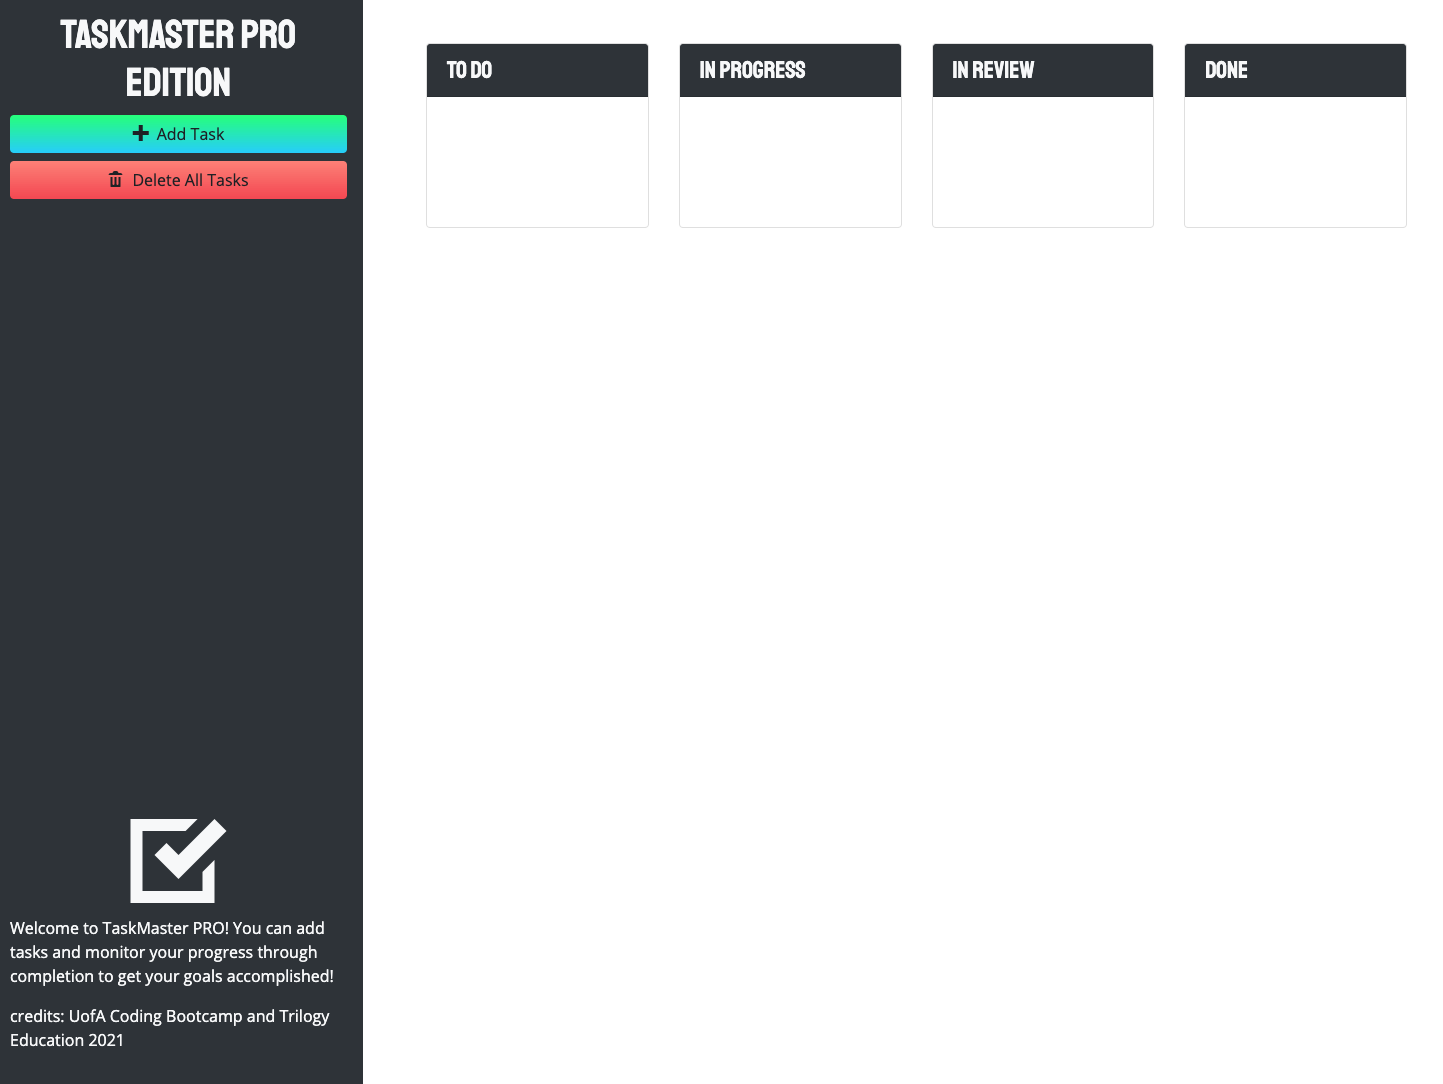 TASKMASTER PRO
EDITION
Add Task
Delete All Tasks
TO DO
IN PROGRESS
IN REVIEW
DONE
Welcome to TaskMaster PRO! You can add
tasks and monitor your progress through
completion to get your goals accomplished!
credits: UofA Coding Bootcamp and Trilogy
Education 2021